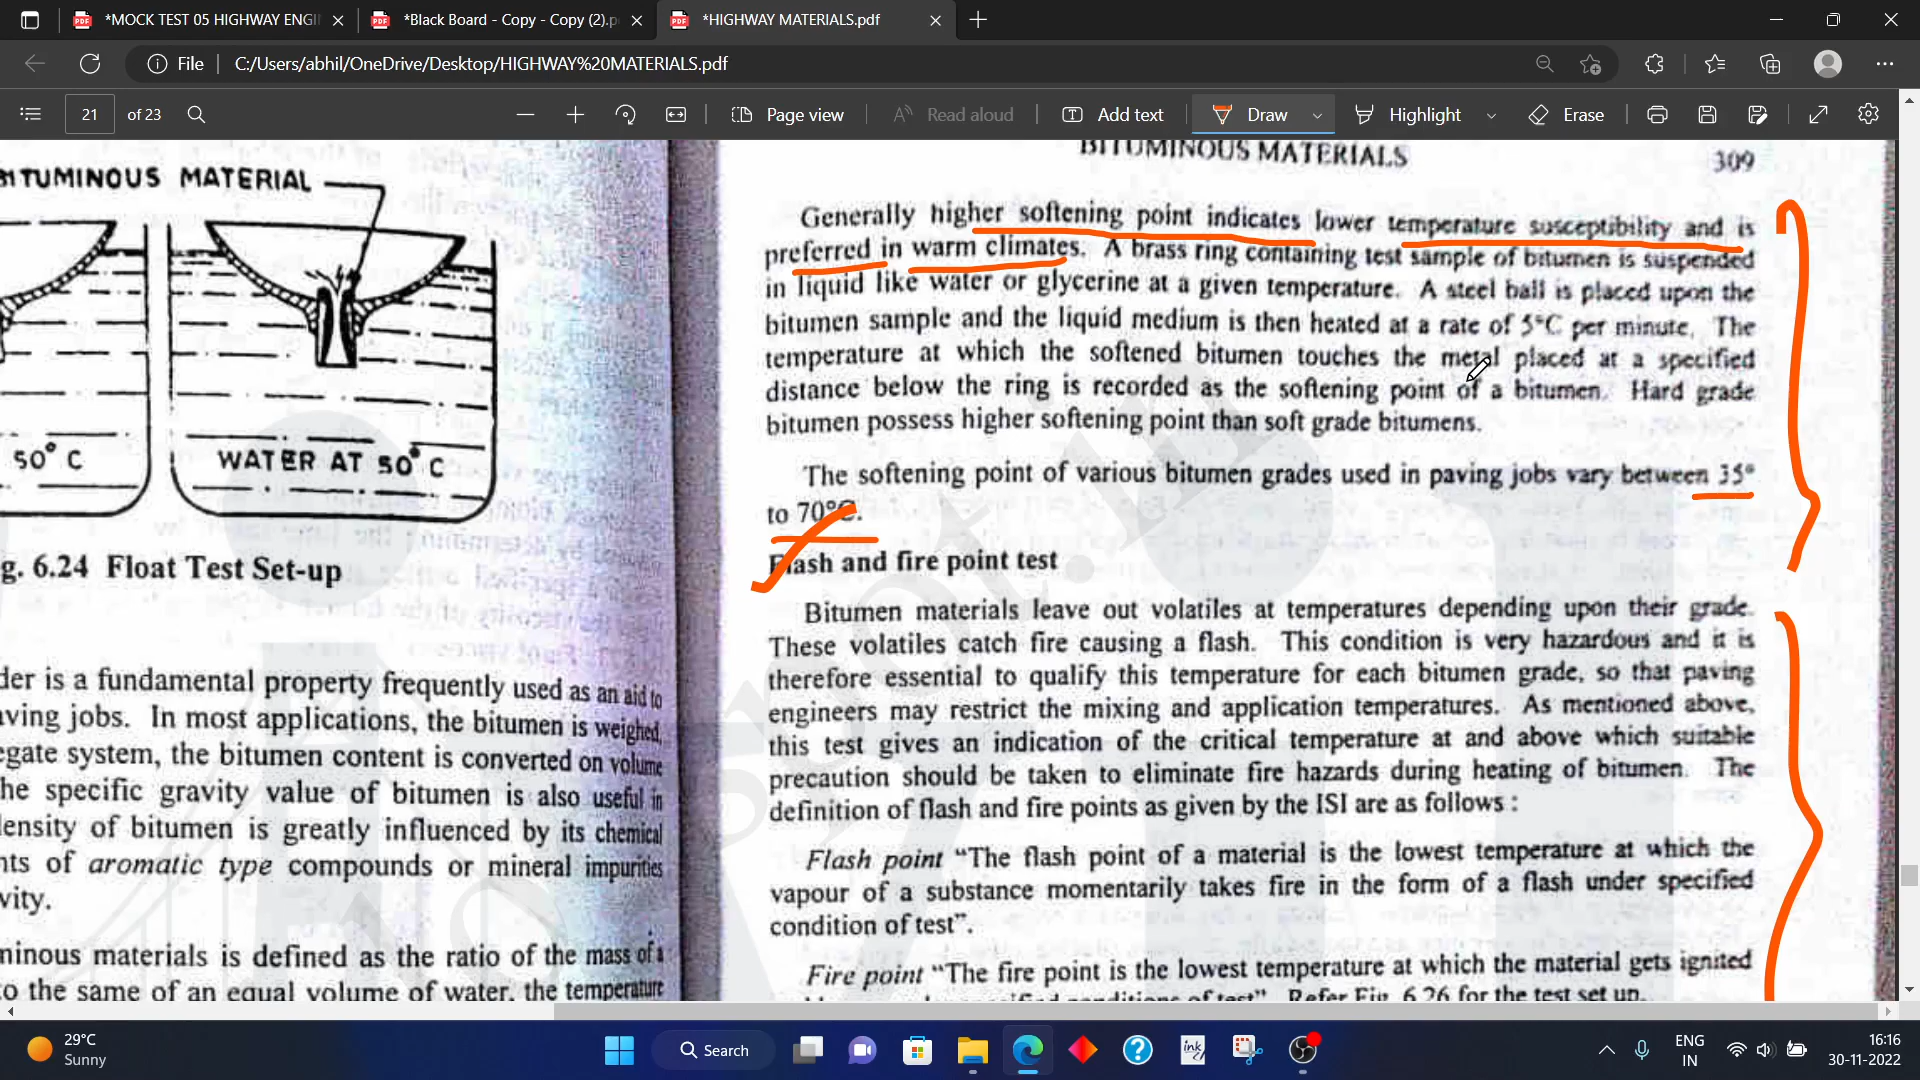 *MOCK TEST 05 HIGHWAY ENGI
*Black Board - Copy - Copy (2).p
*HIGHWAY MATERIALS.pdf
File
C:/Users/abhil/OneDrive/Desktop/HIGHWAY%20MATERIALS.pdf
21 of 23
Page view
Read aloud
Add text
Draw
Highlight
Erase
BITUMINOUS MATERIALS
309
ITUMINOUS MATERIAL
50° C
WATER AT 50° C
g. 6.24 Float Test Set-up
der is a fundamental property frequently used as an aid to
aving jobs. In most applications, the bitumen is weighed,
egate system, the bitumen content is converted on volume
he specific gravity value of bitumen is also useful in
density of bitumen is greatly influenced by its chemical
nts of aromatic type compounds or mineral impurities
vity.
minous materials is defined as the ratio of the mass of a
to the same of an equal volume of water, the temperature
Generally higher softening point indicates lower temperature susceptibility and is
preferred in warm climates. A brass ring containing test sample of bitumen is suspended
in liquid like water or glycerine at a given temperature. A steel ball is placed upon the
bitumen sample and the liquid medium is then heated at a rate of 5°C per minute. The
temperature at which the softened bitumen touches the metal placed at a specified
distance below the ring is recorded as the softening point of a bitumen. Hard grade
bitumen possess higher softening point than soft grade bitumens.
The softening point of various bitumen grades used in paving jobs vary between 35°
to 70°C.
Flash and fire point test
Bitumen materials leave out volatiles at temperatures depending upon their grade.
These volatiles catch fire causing a flash. This condition is very hazardous and it is
therefore essential to qualify this temperature for each bitumen grade, so that paving
engineers may restrict the mixing and application temperatures. As mentioned above,
this test gives an indication of the critical temperature at and above which suitable
precaution should be taken to eliminate fire hazards during heating of bitumen. The
definition of flash and fire points as given by the ISI are as follows :
Flash point "The flash point of a material is the lowest temperature at which the
vapour of a substance momentarily takes fire in the form of a flash under specified
condition of test".
Fire point "The fire point is the lowest temperature at which the material gets ignited
conditions of test". Refer Fig. 6.26 for the test set up.
29°C
Sunny
Search
ink
ENG
IN
16:16
30-11-2022